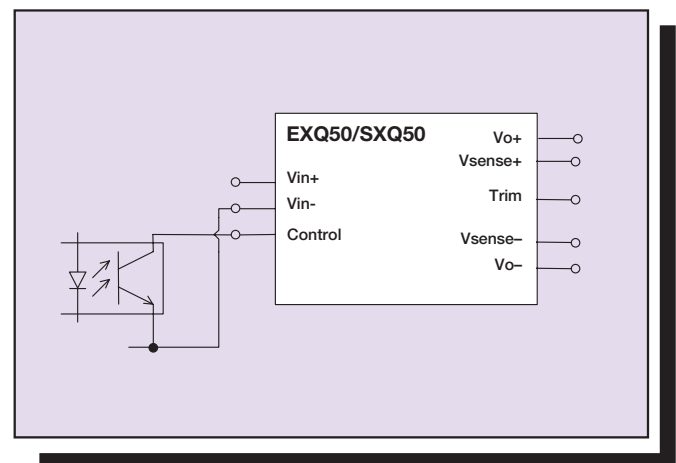 EXQ50/SXQ50
Vin+
Vin-
Control
Vo+
Vsense+
Trim
Vsense–
Vo–